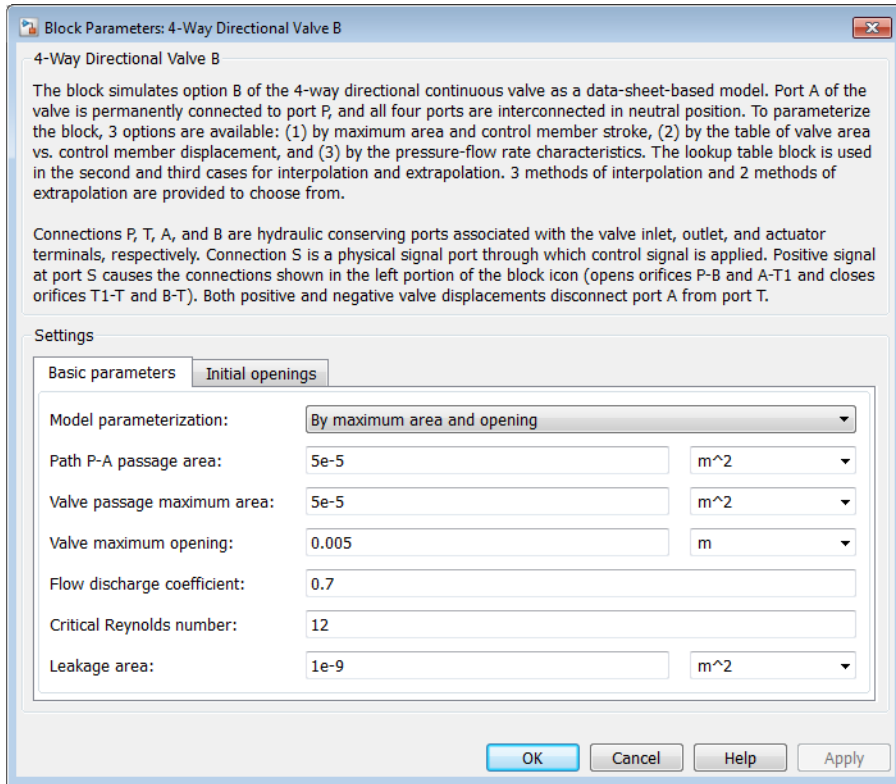 Block Parameters: 4-Way Directional Valve B
4-Way Directional Valve B
The block simulates option B of the 4-way directional continuous valve as a data-sheet-based model. Port A of the
valve is permanently connected to port P, and all four ports are interconnected in neutral position. To parameterize
the block, 3 options are available: (1) by maximum area and control member stroke, (2) by the table of valve area
vs. control member displacement, and (3) by the pressure-flow rate characteristics. The lookup table block is used
in the second and third cases for interpolation and extrapolation. 3 methods of interpolation and 2 methods of
extrapolation are provided to choose from.
Connections P, T, A, and B are hydraulic conserving ports associated with the valve inlet, outlet, and actuator
terminals, respectively. Connection S is a physical signal port through which control signal is applied. Positive signal
at port S causes the connections shown in the left portion of the block icon (opens orifices P-B and A-T1 and closes
orifices T1-T and B-T). Both positive and negative valve displacements disconnect port A from port T.
Settings
Basic parameters Initial openings
Model parameterization: By maximum area and opening
Path P-A passage area: 5e-5 m^2
Valve passage maximum area: 5e-5 m^2
Valve maximum opening: 0.005 m
Flow discharge coefficient: 0.7
Critical Reynolds number: 12
Leakage area: 1e-9 m^2
OK Cancel Help Apply